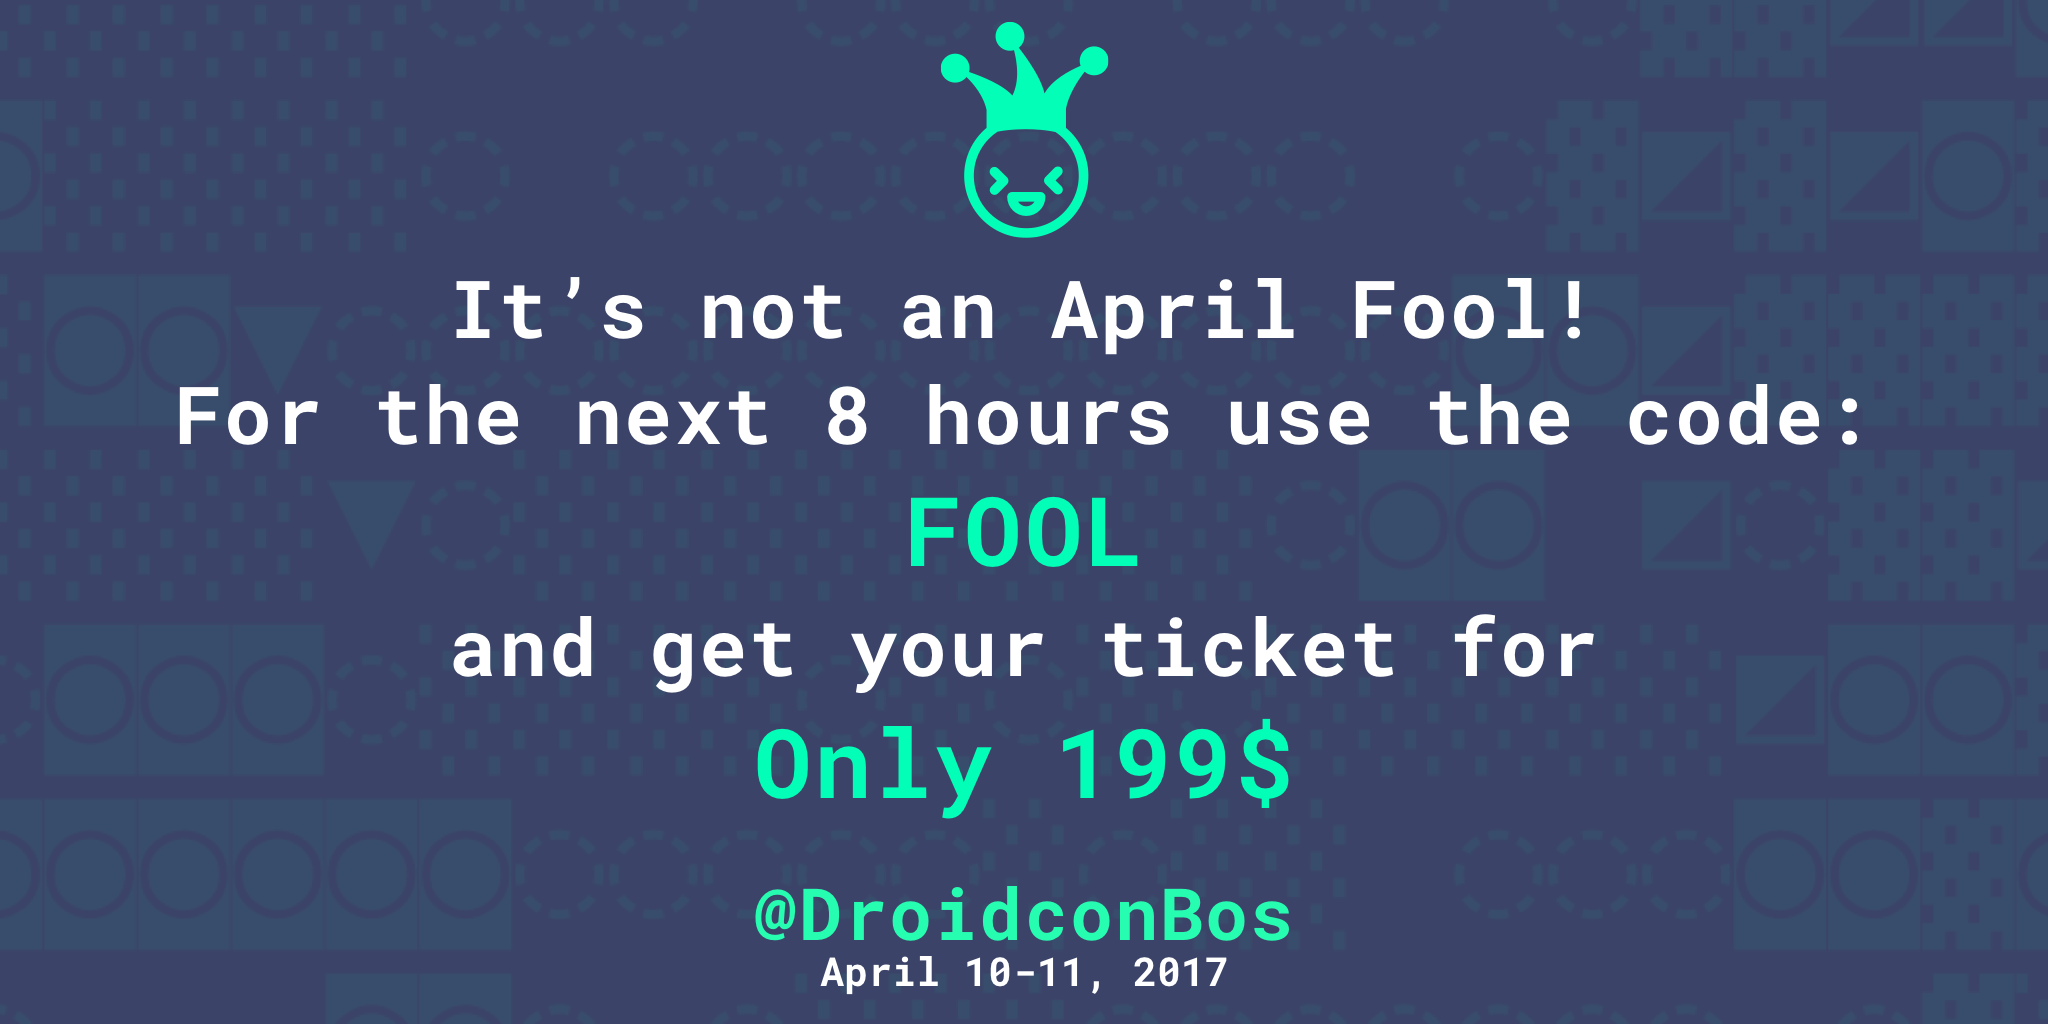 It’s not an April Fool!
For the next 8 hours use the code:
FOOL
and get your ticket for
Only 199$
@DroidconBos
April 10-11, 2017